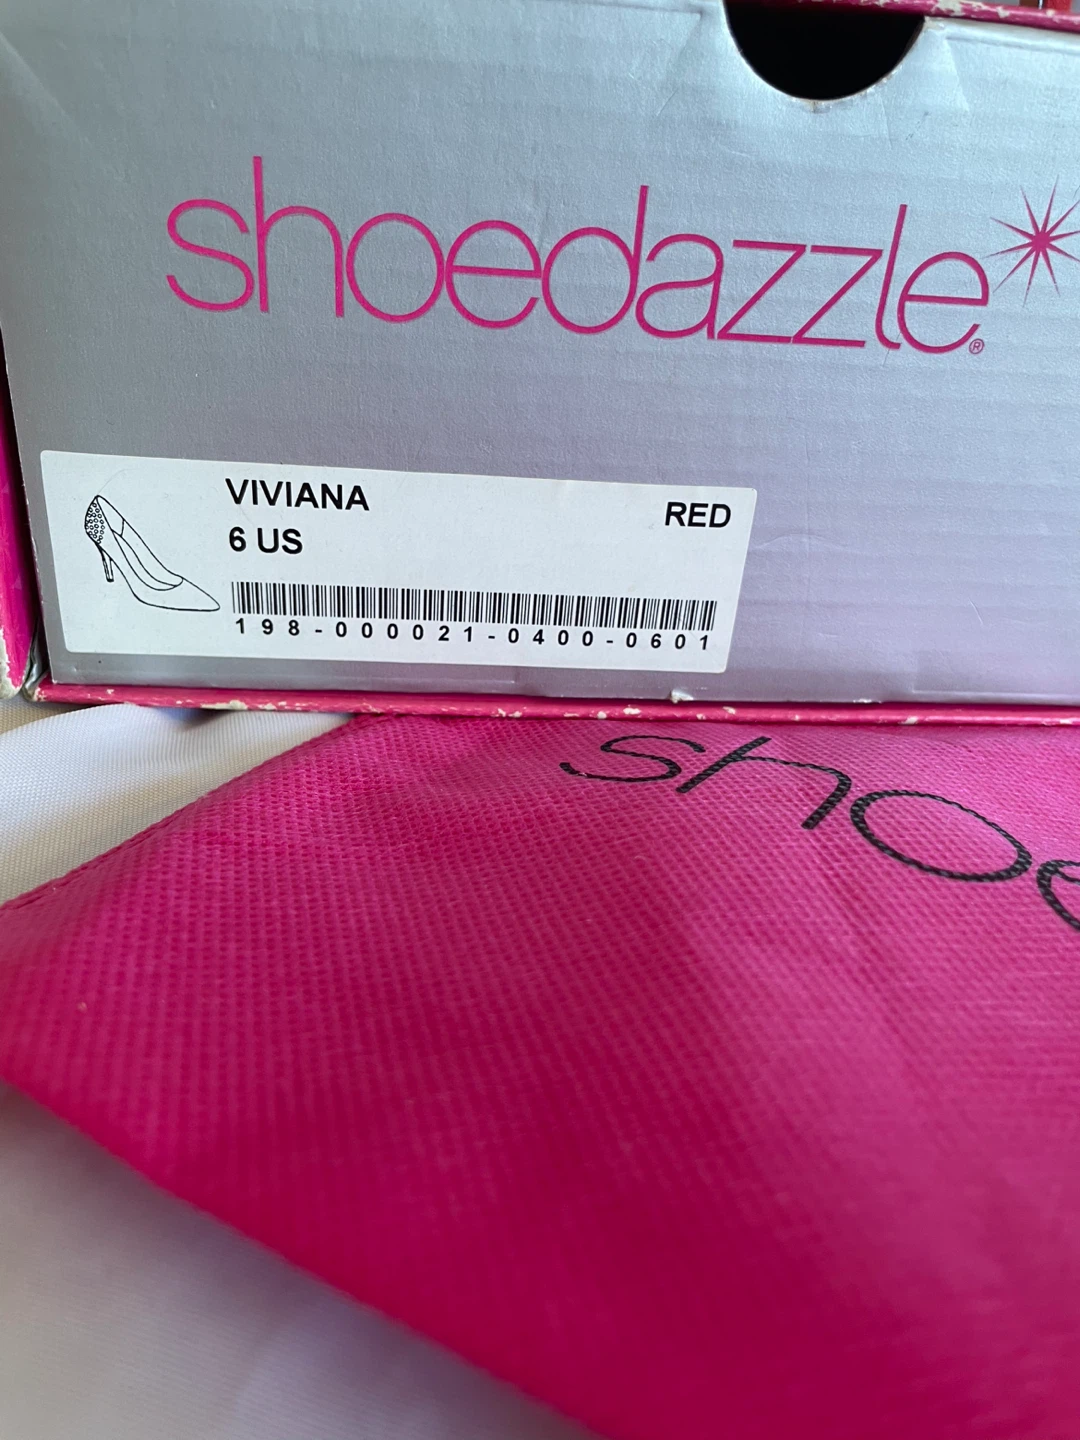 shoedazzle®
VIVIANA
RED
6 US
198-000021-0400-0601
shoe